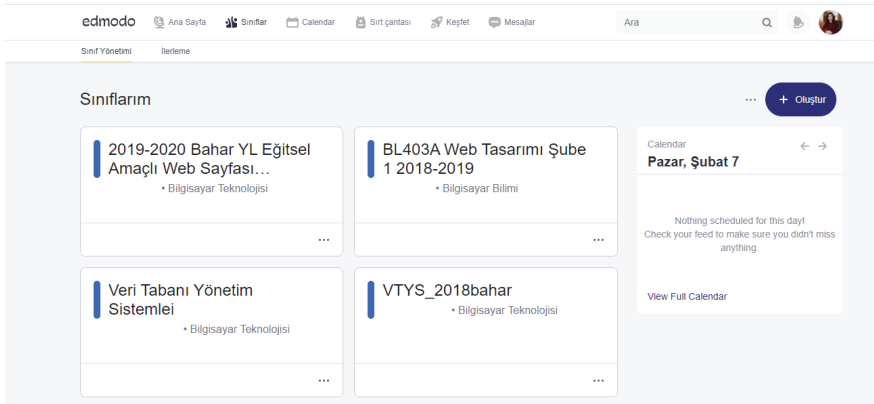 edmodo Ana Sayfa Sınıflar Calendar Sırt çantası Keşfet Mesajlar Ara
Sınıf Yönetimi İlerleme
Sınıflarım
... + Oluştur
2019-2020 Bahar YL Eğitsel
Amaçlı Web Sayfası…
• Bilgisayar Teknolojisi
...
BL403A Web Tasarımı Şube
1 2018-2019
• Bilgisayar Bilimi
...
Calendar
Pazar, Şubat 7
Nothing scheduled for this day!
Check your feed to make sure you didn't miss
anything.
View Full Calendar
Veri Tabanı Yönetim
Sistemlei
• Bilgisayar Teknolojisi
...
VTYS_2018bahar
• Bilgisayar Teknolojisi
...